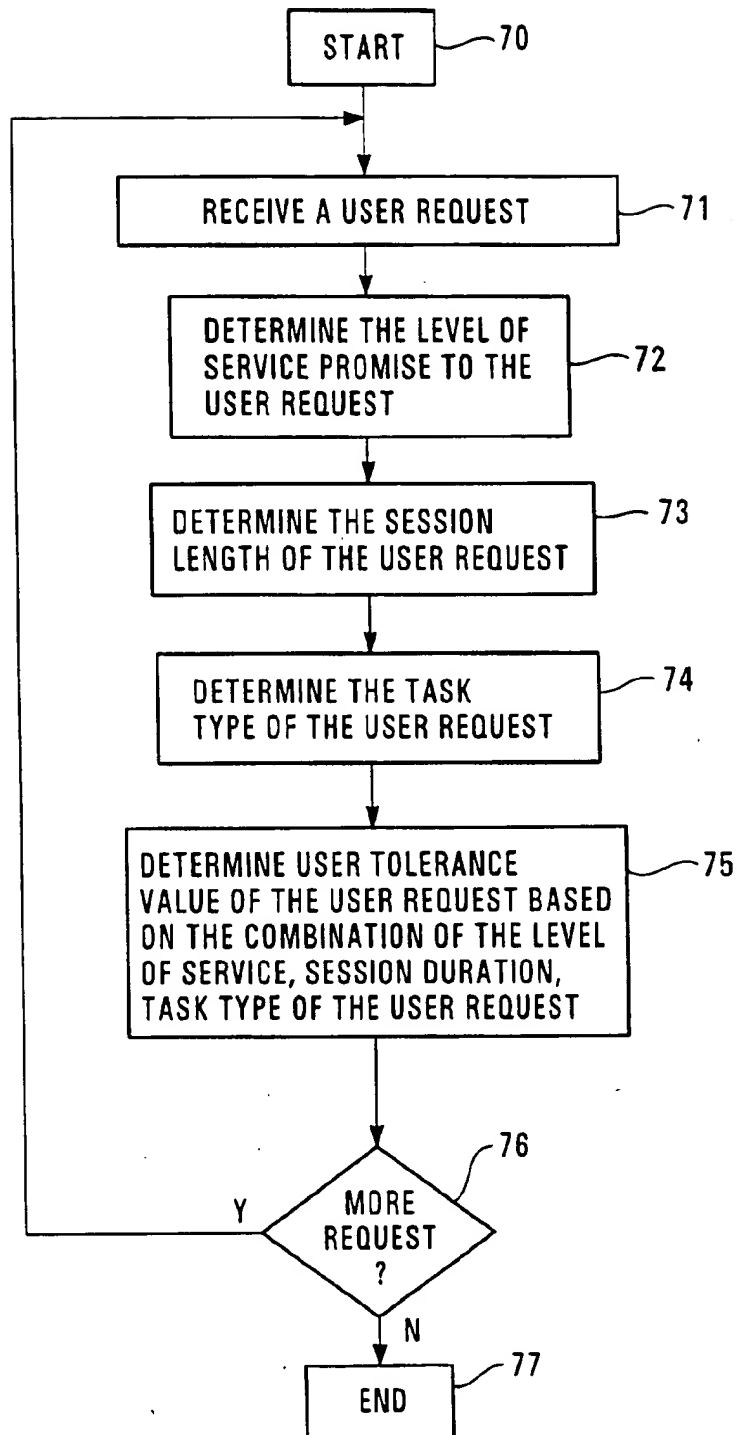 START
70
RECEIVE A USER REQUEST
71
DETERMINE THE LEVEL OF
SERVICE PROMISE TO THE
USER REQUEST
72
DETERMINE THE SESSION
LENGTH OF THE USER REQUEST
73
DETERMINE THE TASK
TYPE OF THE USER REQUEST
74
DETERMINE USER TOLERANCE
VALUE OF THE USER REQUEST BASED
ON THE COMBINATION OF THE LEVEL
OF SERVICE, SESSION DURATION,
TASK TYPE OF THE USER REQUEST
75
76
Y
MORE
REQUEST
?
N
END
77